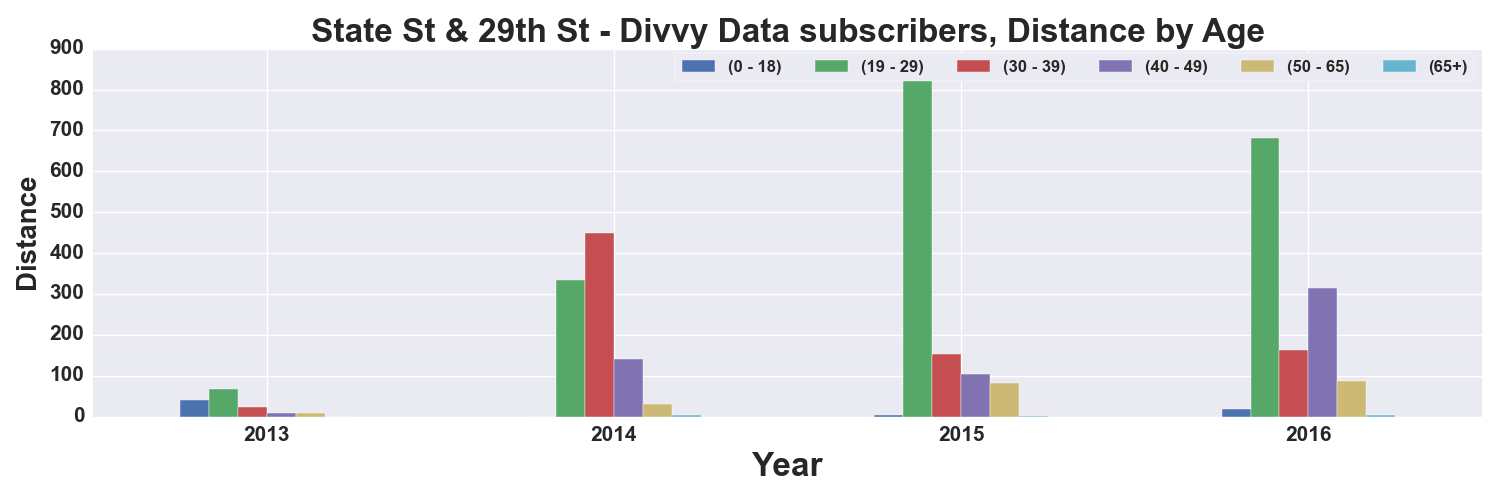 State St & 29th St - Divvy Data subscribers, Distance by Age
(0 - 18) (19 - 29) (30 - 39) (40 - 49) (50 - 65) (65+)
900
800
700
600
500
400
300
200
100
0
Distance
2013 2014 2015 2016
Year